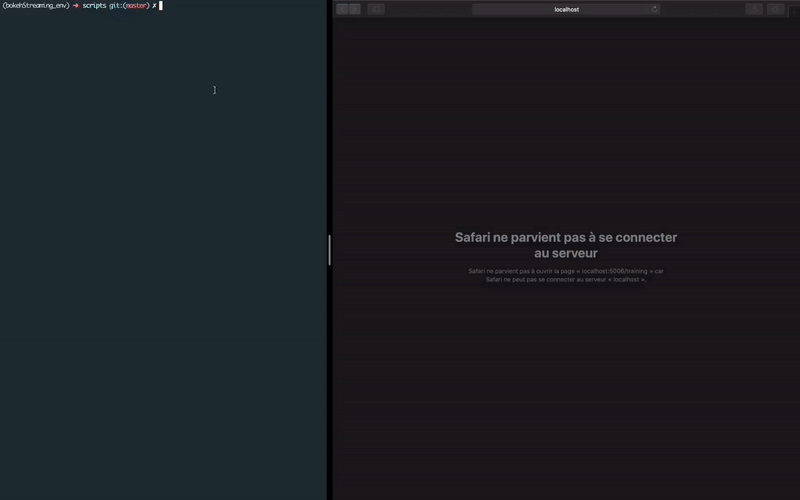 (bokehStreaming_env) ➜ scripts git:(master) ✗
localhost
Safari ne parvient pas à se connecter
au serveur
Safari ne parvient pas à ouvrir la page « localhost:5006/training » car
Safari ne peut pas se connecter au serveur « localhost ».